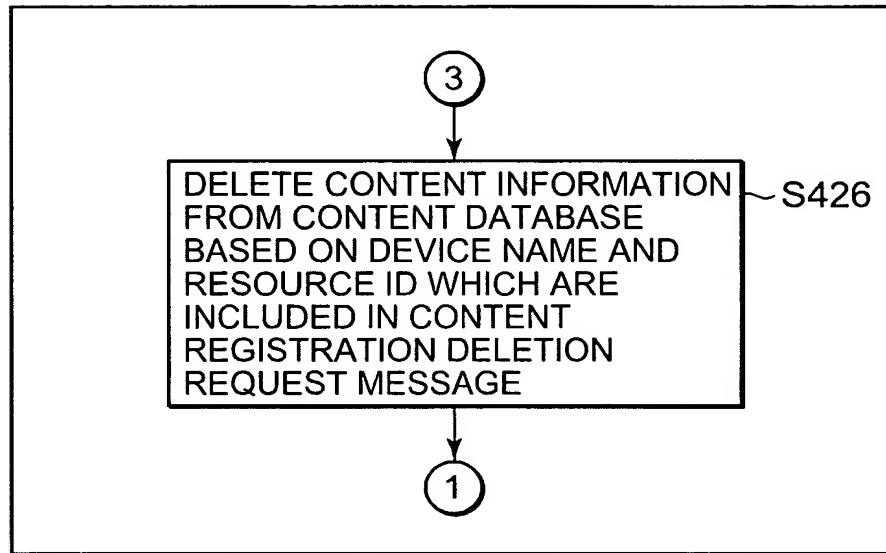 3
DELETE CONTENT INFORMATION
FROM CONTENT DATABASE
BASED ON DEVICE NAME AND
RESOURCE ID WHICH ARE
INCLUDED IN CONTENT
REGISTRATION DELETION
REQUEST MESSAGE
S426
1